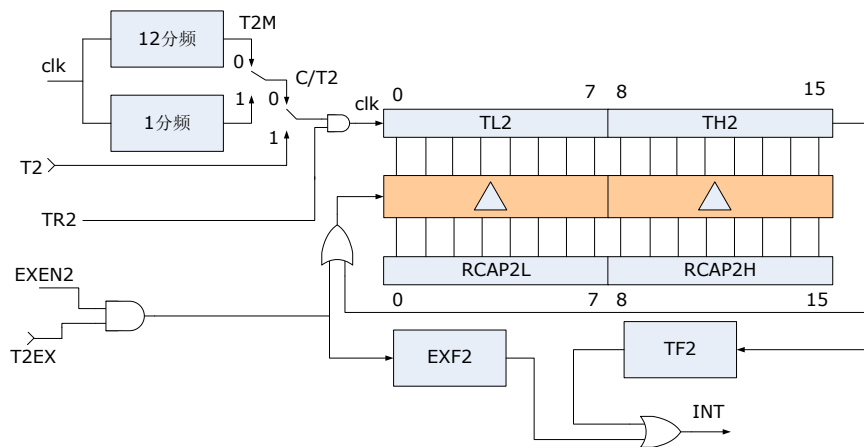 T2M
12分频
0
clk
C/T2
1
0
0
7
8
15
1分频
clk
TL2
TH2
1
T2
TR2
EXEN2
RCAP2L
RCAP2H
0
7
8
15
T2EX
EXF2
TF2
INT